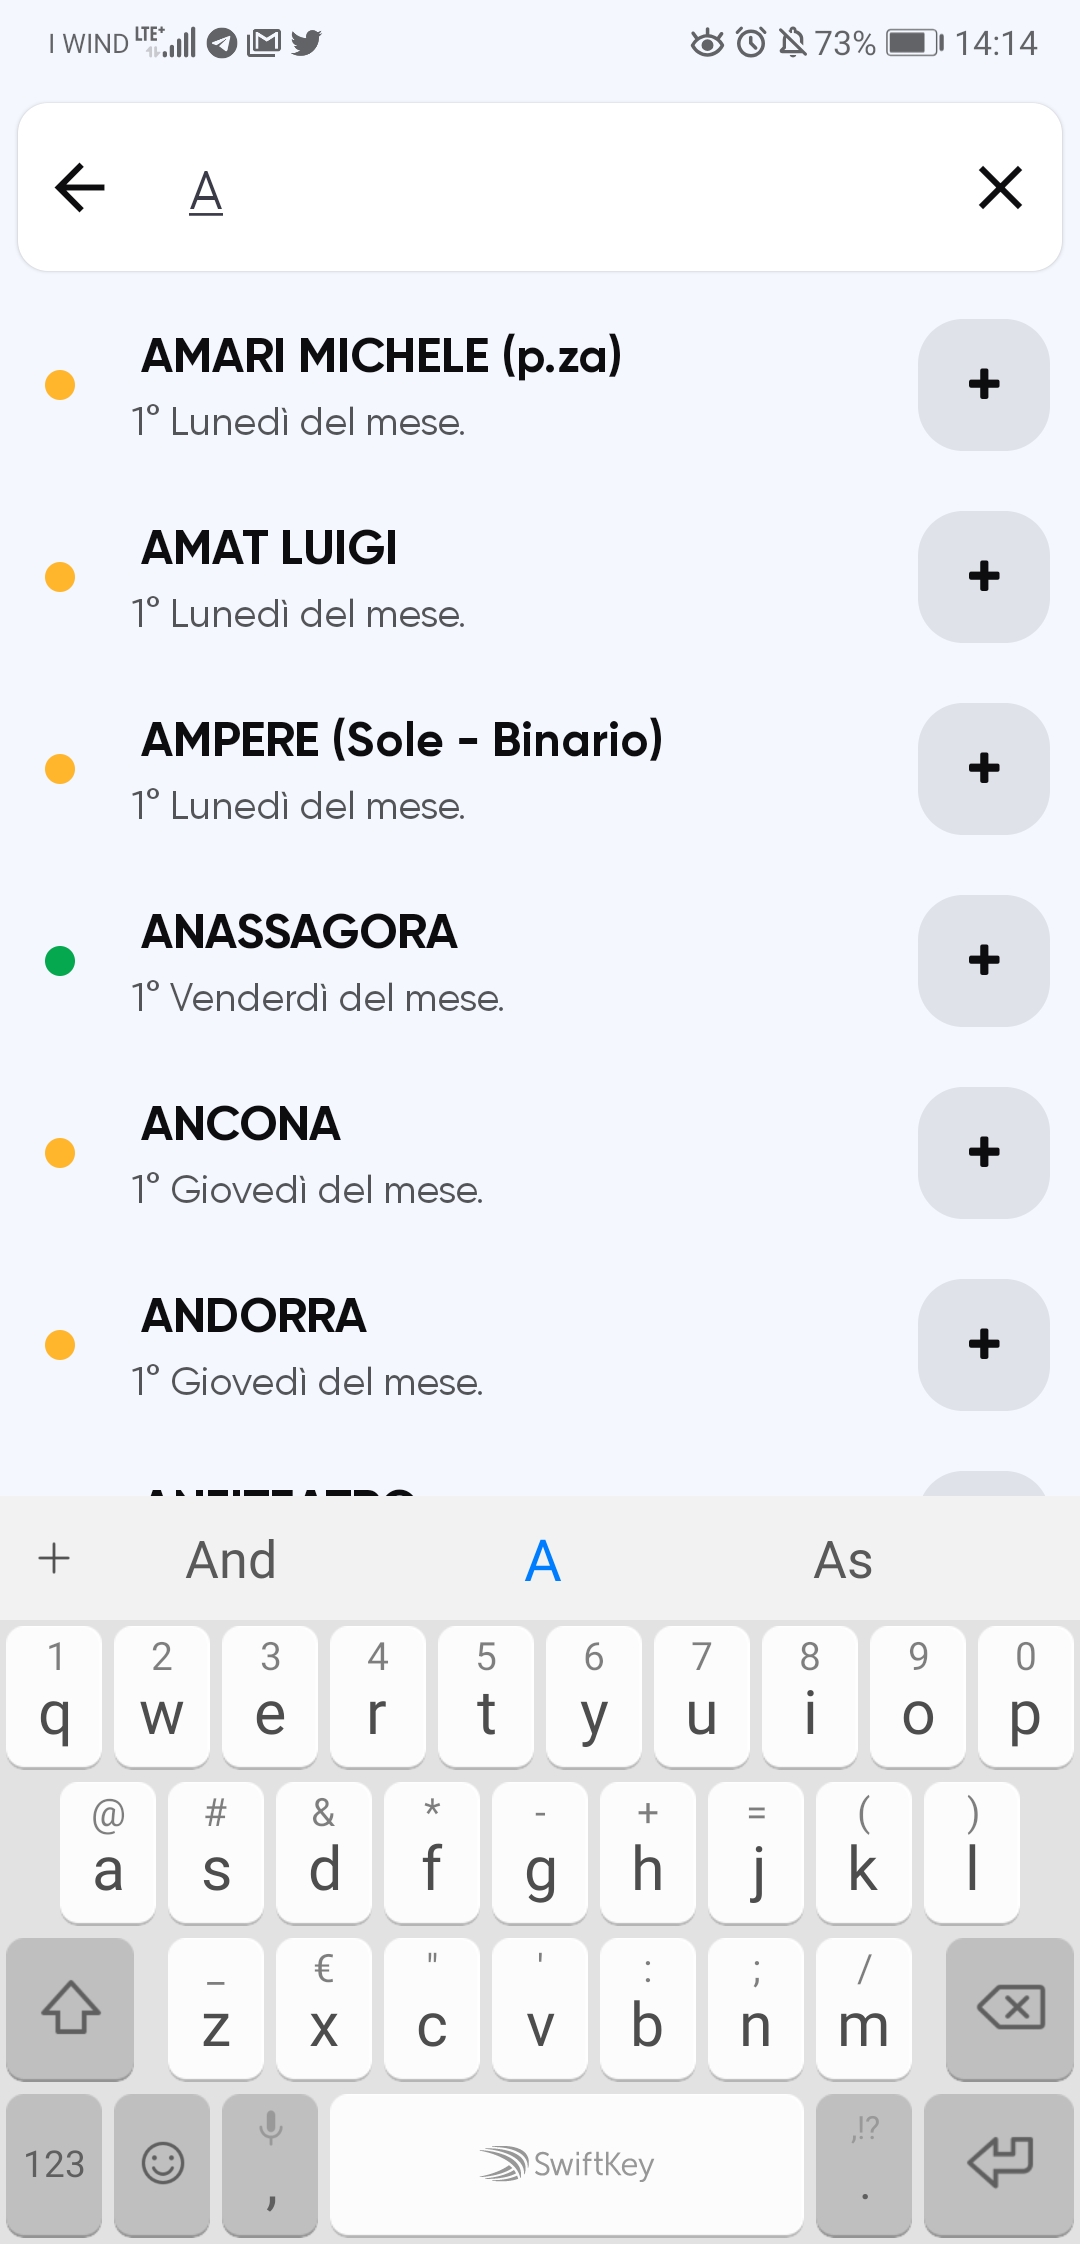 I WIND LTE+ 73% 14:14
A
AMARI MICHELE (p.za)
1° Lunedì del mese.
AMAT LUIGI
1° Lunedì del mese.
AMPERE (Sole - Binario)
1° Lunedì del mese.
ANASSAGORA
1° Venderdì del mese.
ANCONA
1° Giovedì del mese.
ANDORRA
1° Giovedì del mese.
ANFITEATRO
And A As
1 2 3 4 5 6 7 8 9 0
q w e r t y u i o p
@ # & * - + = ( )
a s d f g h j k l
_ € " ' : ; /
z x c v b n m
,!?
123 , SwiftKey .